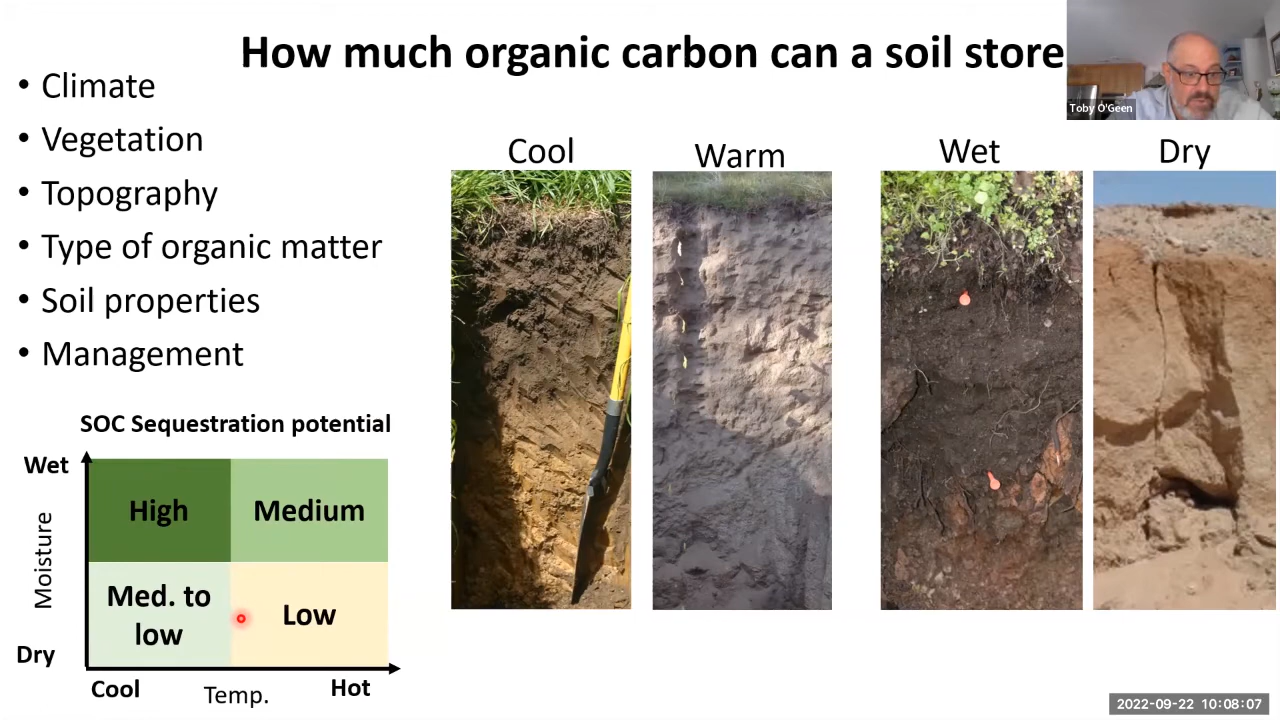 How much organic carbon can a soil store
• Climate
• Vegetation
• Topography
• Type of organic matter
• Soil properties
• Management
Toby O'Geen
Cool
Warm
Wet
Dry
SOC Sequestration potential
Wet
High
Medium
Moisture
Med. to
low
Low
Dry
Cool
Temp.
Hot
2022-09-22 10:08:07